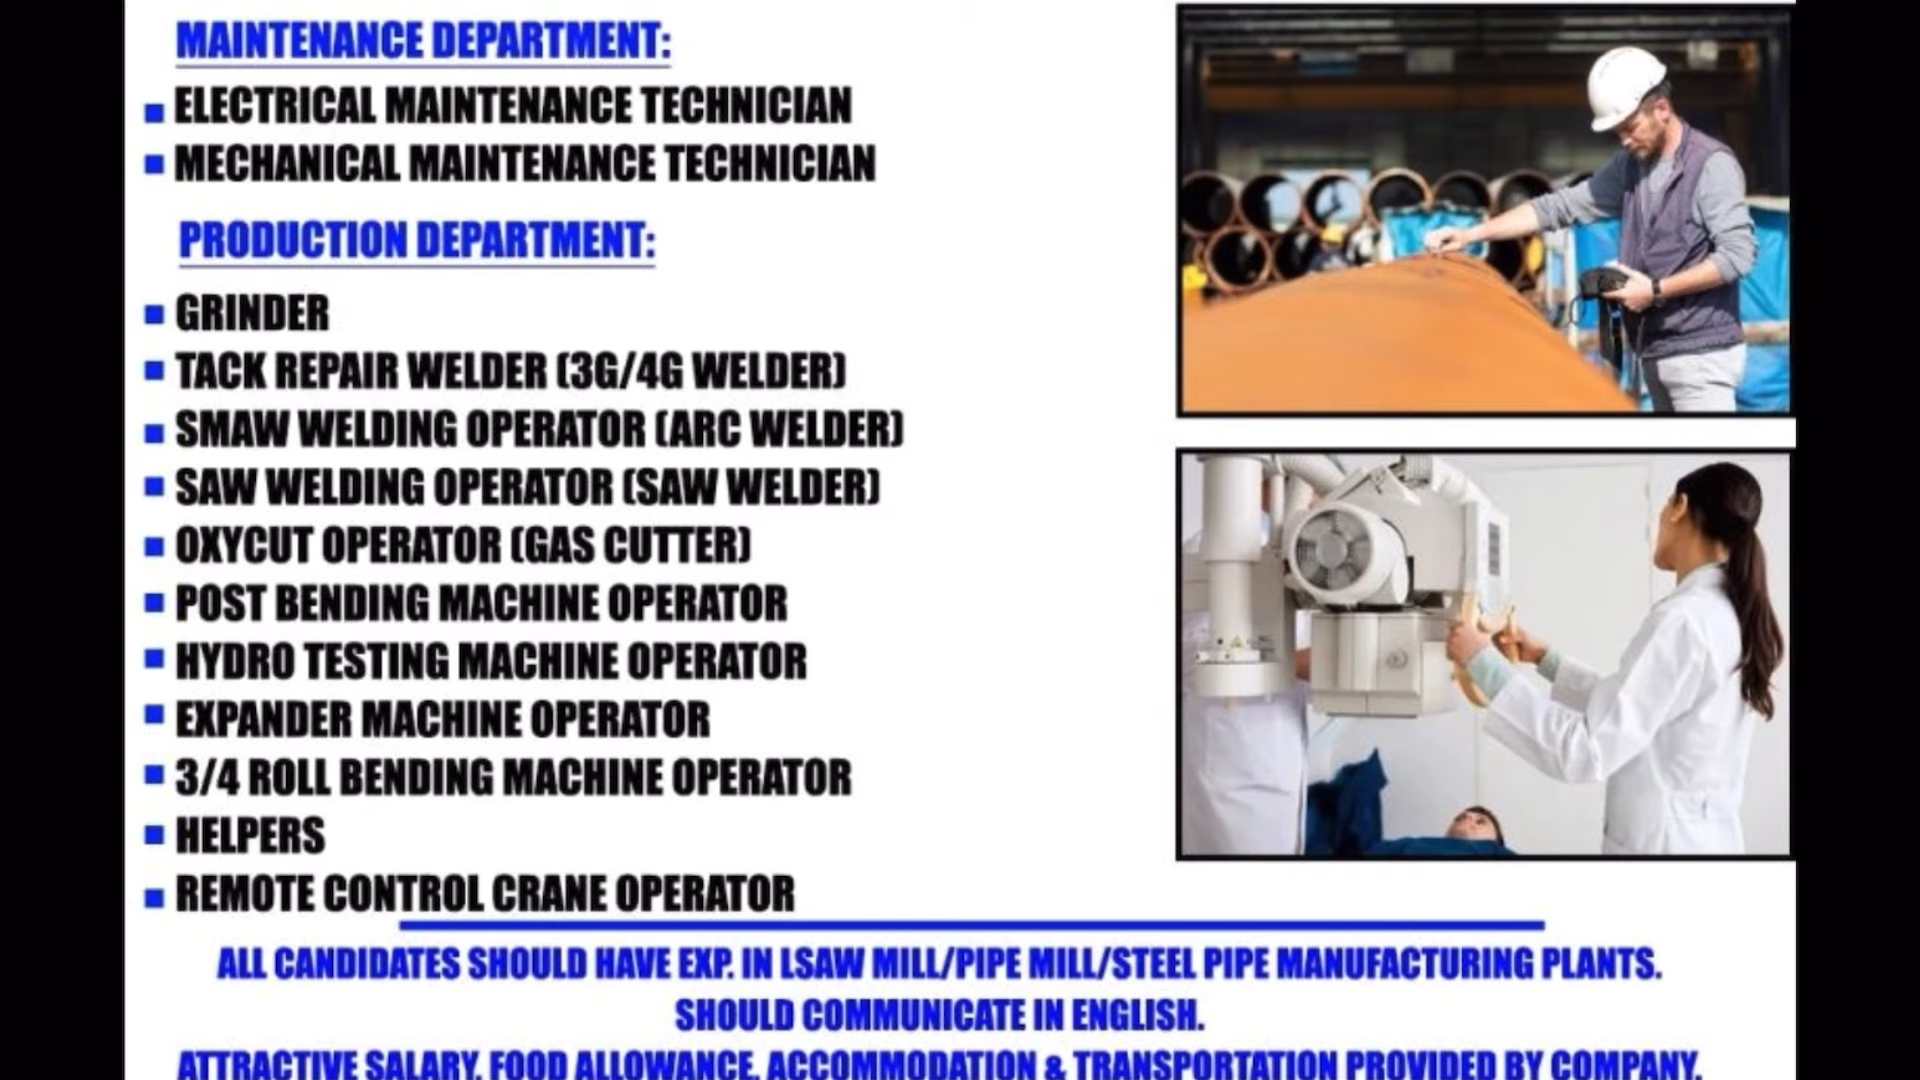 MAINTENANCE DEPARTMENT:
ELECTRICAL MAINTENANCE TECHNICIAN
MECHANICAL MAINTENANCE TECHNICIAN
PRODUCTION DEPARTMENT:
GRINDER
TACK REPAIR WELDER (3G/4G WELDER)
SMAW WELDING OPERATOR (ARC WELDER)
SAW WELDING OPERATOR (SAW WELDER)
OXYCUT OPERATOR (GAS CUTTER)
POST BENDING MACHINE OPERATOR
HYDRO TESTING MACHINE OPERATOR
EXPANDER MACHINE OPERATOR
3/4 ROLL BENDING MACHINE OPERATOR
HELPERS
REMOTE CONTROL CRANE OPERATOR
ALL CANDIDATES SHOULD HAVE EXP. IN LSAW MILL/PIPE MILL/STEEL PIPE MANUFACTURING PLANTS.
SHOULD COMMUNICATE IN ENGLISH.
ATTRACTIVE SALARY, FOOD ALLOWANCE, ACCOMMODATION & TRANSPORTATION PROVIDED BY COMPANY.